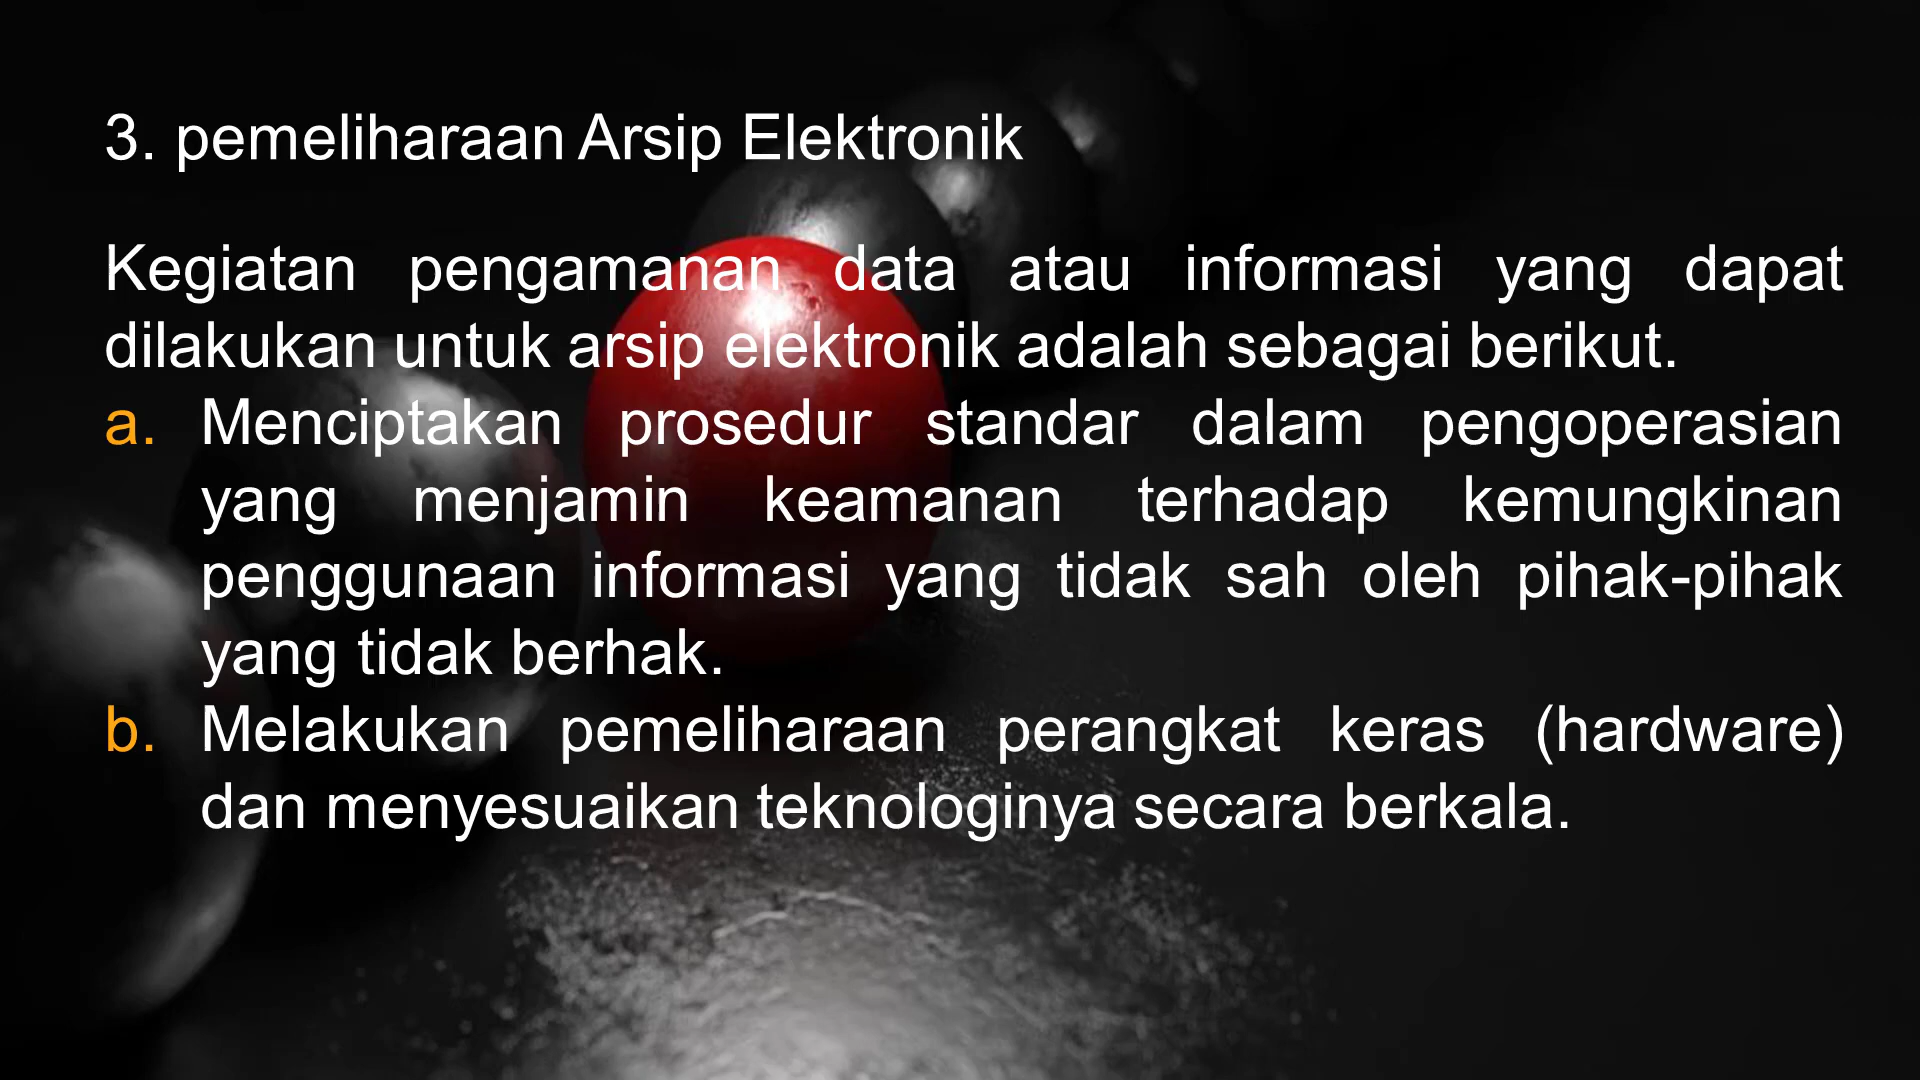 3. pemeliharaan Arsip Elektronik
Kegiatan pengamanan data atau informasi yang dapat
dilakukan untuk arsip elektronik adalah sebagai berikut.
a. Menciptakan prosedur standar dalam pengoperasian
yang menjamin keamanan terhadap kemungkinan
penggunaan informasi yang tidak sah oleh pihak-pihak
yang tidak berhak.
b. Melakukan pemeliharaan perangkat keras (hardware)
dan menyesuaikan teknologinya secara berkala.